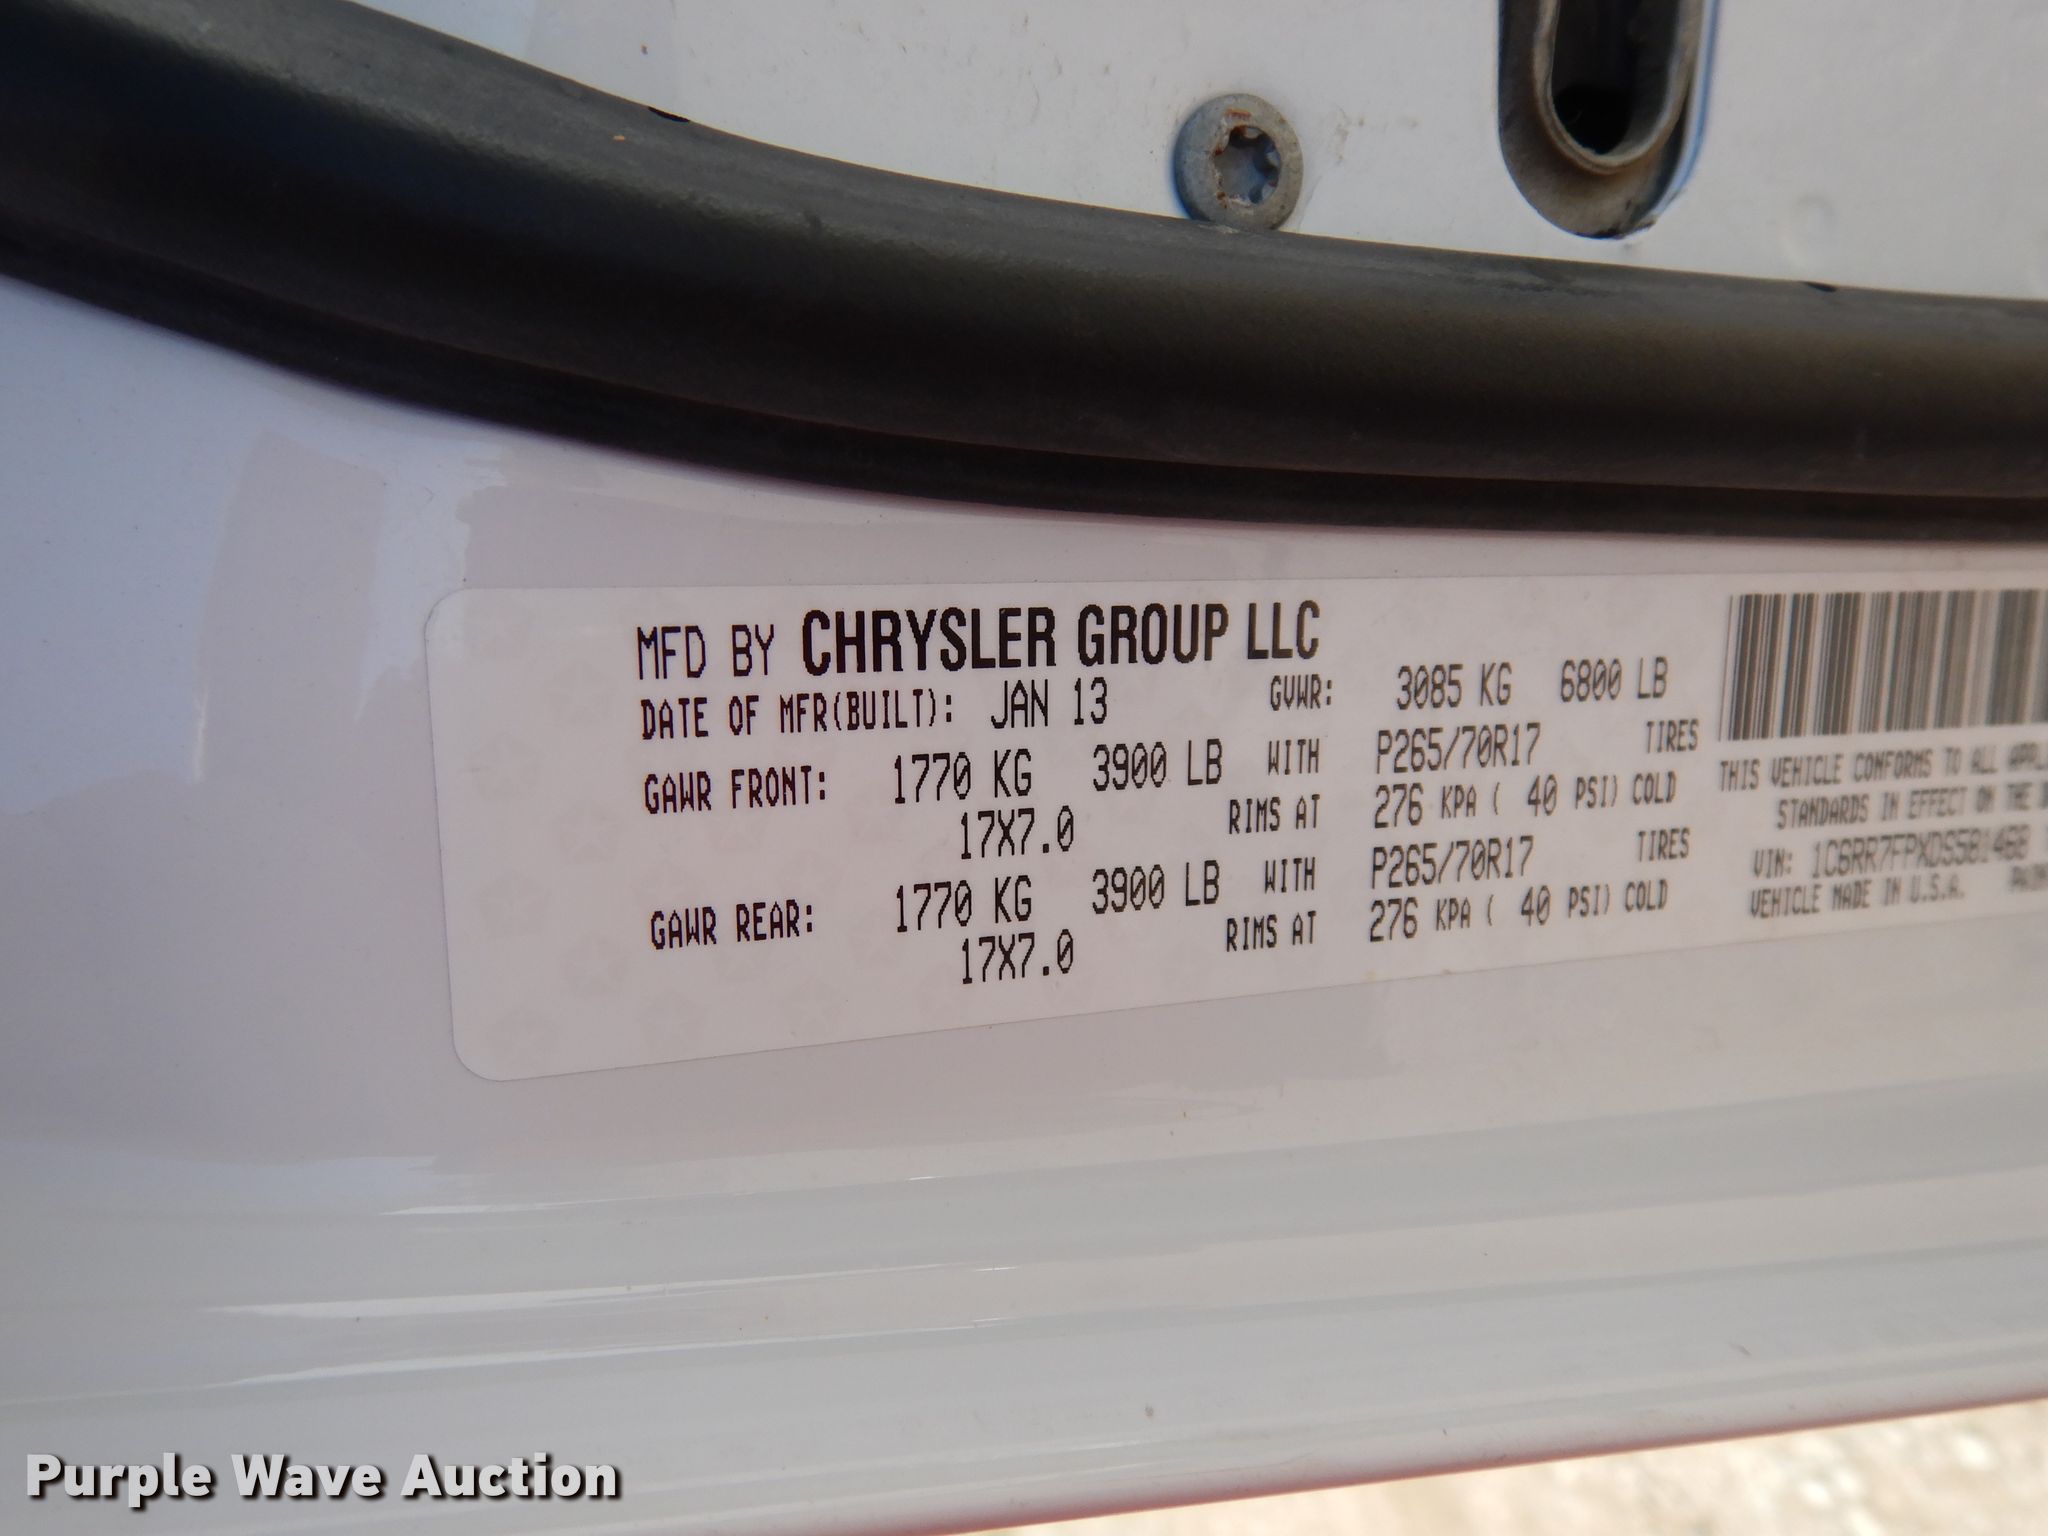 MFD BY CHRYSLER GROUP LLC
DATE OF MFR(BUILT): JAN 13 GVWR: 3085 KG 6800 LB
GAWR FRONT: 1770 KG 3900 LB WITH P265/70R17 TIRES
17X7.0 RIMS AT 276 KPA ( 40 PSI) COLD
GAWR REAR: 1770 KG 3900 LB WITH P265/70R17 TIRES
17X7.0 RIMS AT 276 KPA ( 40 PSI) COLD
THIS VEHICLE CONFORMS TO ALL
STANDARDS IN EFFECT ON THE
VIN:
VEHICLE MADE IN U.S.A.
Purple Wave Auction